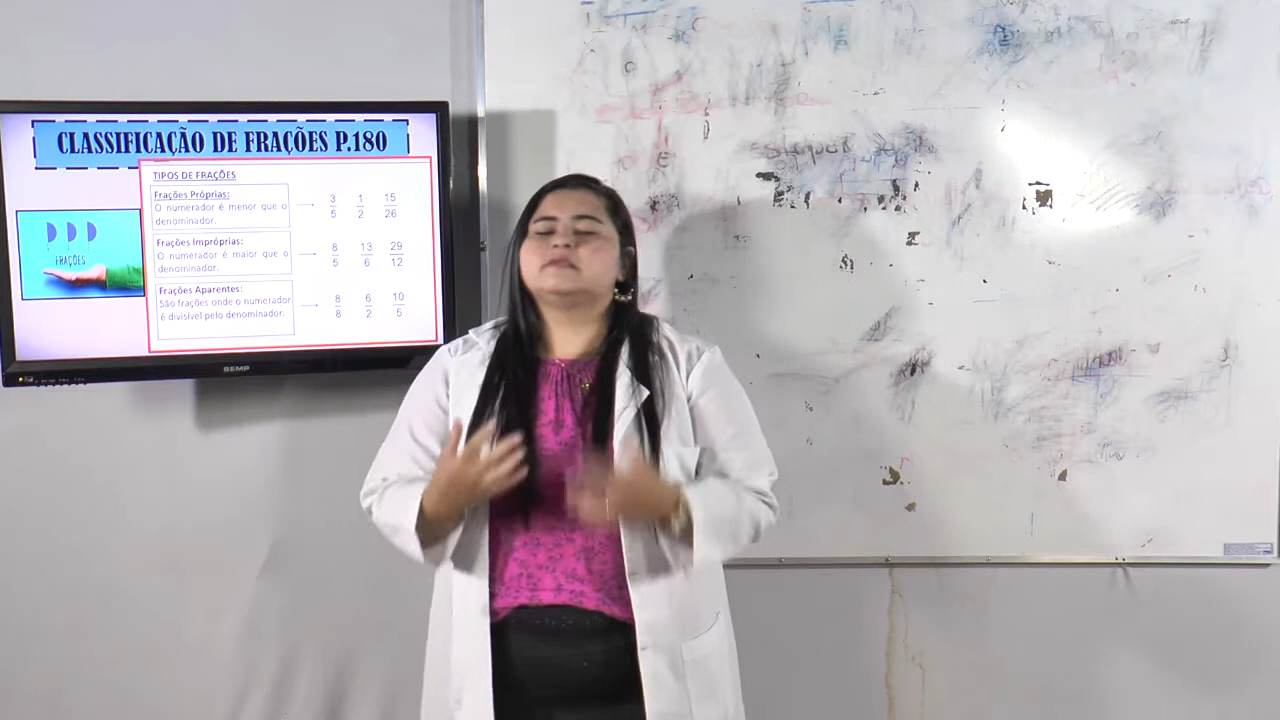 CLASSIFICAÇÃO DE FRAÇÕES P.180
TIPOS DE FRAÇÕES
Frações Próprias:
O numerador é menor que o
denominador.
3/5 1/2 15/26
Frações Impróprias:
O numerador é maior que o
denominador.
8/5 13/6 29/12
Frações Aparentes:
São frações onde o numerador
é divisível pelo denominador.
8/8 6/2 10/5
FRAÇÕES
SEMP